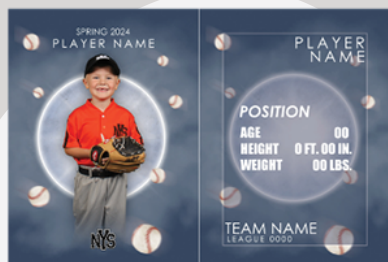 SPRING 2024
PLAYER NAME
NYS
NYS
PLAYER
NAME
POSITION
AGE 00
HEIGHT 0 FT. 00 IN.
WEIGHT 00 LBS.
TEAM NAME
LEAGUE 0000